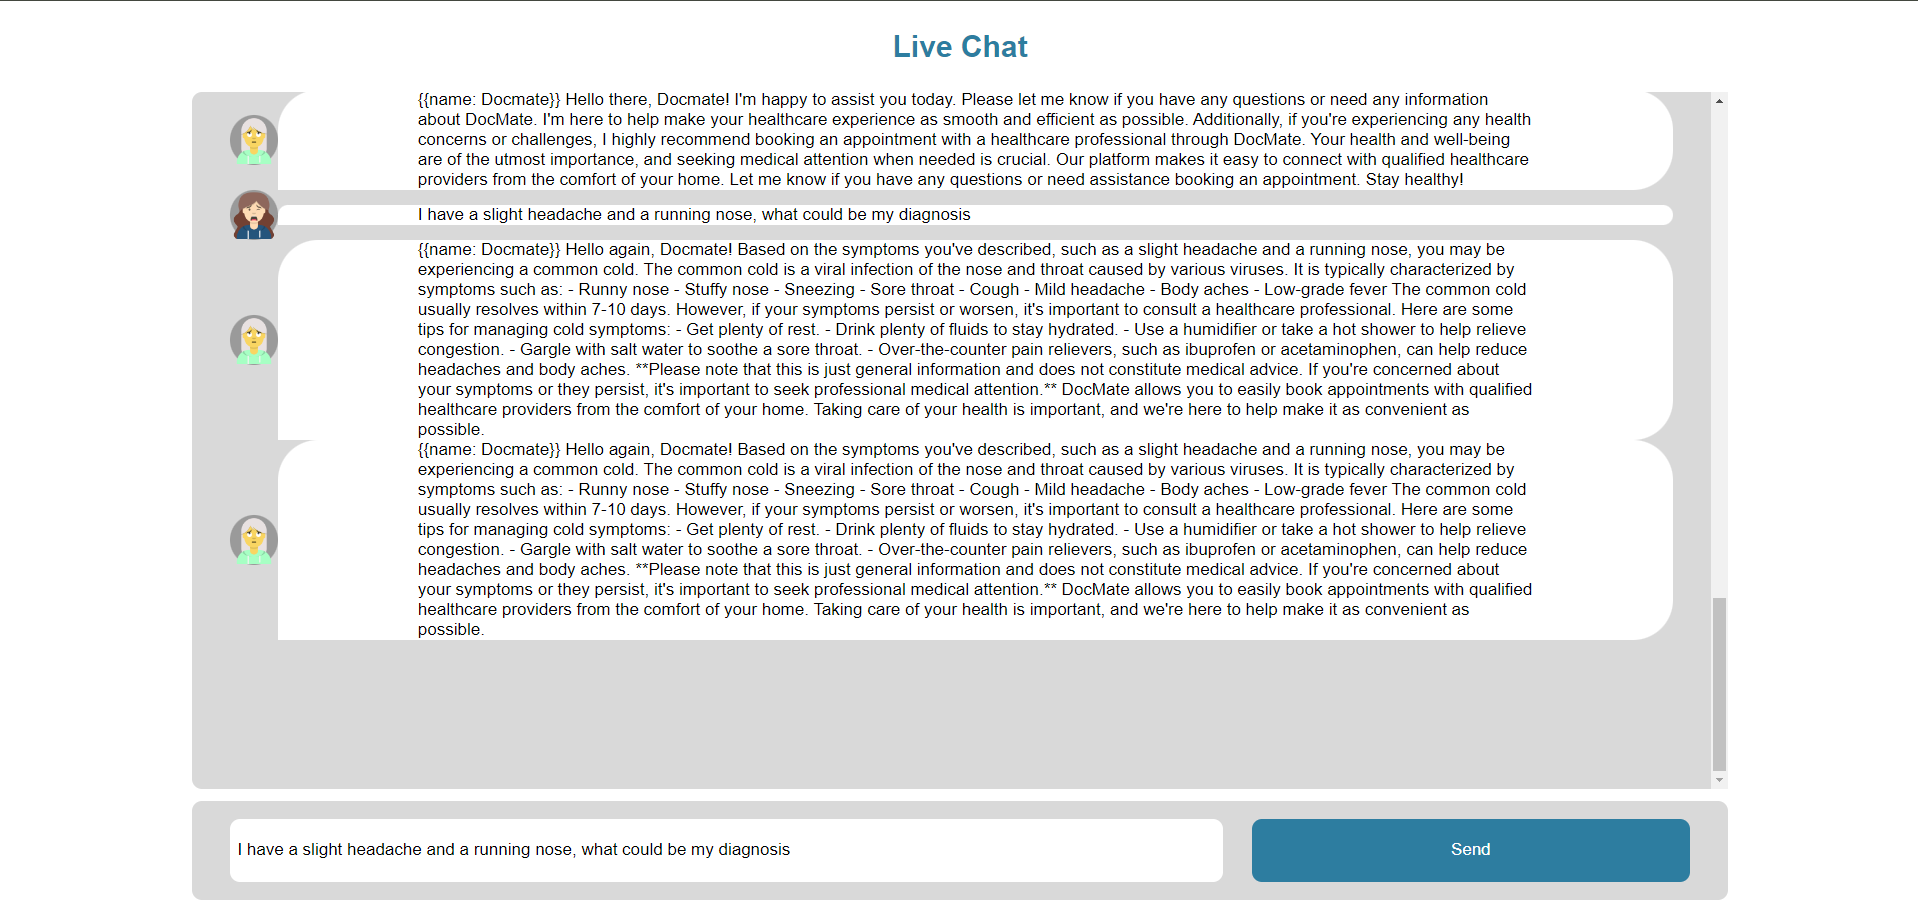 Live Chat
{{name: Docmate}} Hello there, Docmate! I'm happy to assist you today. Please let me know if you have any questions or need any information
about DocMate. I'm here to help make your healthcare experience as smooth and efficient as possible. Additionally, if you're experiencing any health
concerns or challenges, I highly recommend booking an appointment with a healthcare professional through DocMate. Your health and well-being
are of the utmost importance, and seeking medical attention when needed is crucial. Our platform makes it easy to connect with qualified healthcare
providers from the comfort of your home. Let me know if you have any questions or need assistance booking an appointment. Stay healthy!
I have a slight headache and a running nose, what could be my diagnosis
{{name: Docmate}} Hello again, Docmate! Based on the symptoms you've described, such as a slight headache and a running nose, you may be
experiencing a common cold. The common cold is a viral infection of the nose and throat caused by various viruses. It is typically characterized by
symptoms such as: - Runny nose - Stuffy nose - Sneezing - Sore throat - Cough - Mild headache - Body aches - Low-grade fever The common cold
usually resolves within 7-10 days. However, if your symptoms persist or worsen, it's important to consult a healthcare professional. Here are some
tips for managing cold symptoms: - Get plenty of rest. - Drink plenty of fluids to stay hydrated. - Use a humidifier or take a hot shower to help relieve
congestion. - Gargle with salt water to soothe a sore throat. - Over-the-counter pain relievers, such as ibuprofen or acetaminophen, can help reduce
headaches and body aches. **Please note that this is just general information and does not constitute medical advice. If you're concerned about
your symptoms or they persist, it's important to seek professional medical attention.** DocMate allows you to easily book appointments with qualified
healthcare providers from the comfort of your home. Taking care of your health is important, and we're here to help make it as convenient as
possible.
{{name: Docmate}} Hello again, Docmate! Based on the symptoms you've described, such as a slight headache and a running nose, you may be
experiencing a common cold. The common cold is a viral infection of the nose and throat caused by various viruses. It is typically characterized by
symptoms such as: - Runny nose - Stuffy nose - Sneezing - Sore throat - Cough - Mild headache - Body aches - Low-grade fever The common cold
usually resolves within 7-10 days. However, if your symptoms persist or worsen, it's important to consult a healthcare professional. Here are some
tips for managing cold symptoms: - Get plenty of rest. - Drink plenty of fluids to stay hydrated. - Use a humidifier or take a hot shower to help relieve
congestion. - Gargle with salt water to soothe a sore throat. - Over-the-counter pain relievers, such as ibuprofen or acetaminophen, can help reduce
headaches and body aches. **Please note that this is just general information and does not constitute medical advice. If you're concerned about
your symptoms or they persist, it's important to seek professional medical attention.** DocMate allows you to easily book appointments with qualified
healthcare providers from the comfort of your home. Taking care of your health is important, and we're here to help make it as convenient as
possible.
I have a slight headache and a running nose, what could be my diagnosis
Send